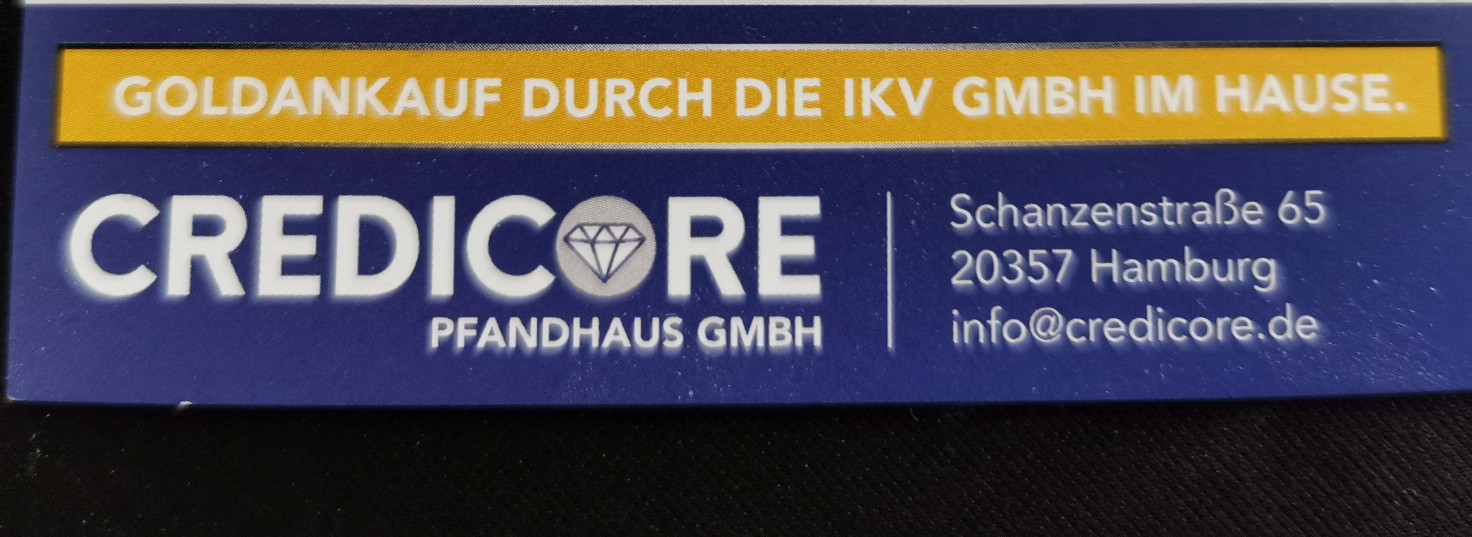 GOLDANKAUF DURCH DIE IKV GMBH IM HAUSE.
CREDICORE
PFANDHAUS GMBH
Schanzenstraße 65
20357 Hamburg
info@credicore.de